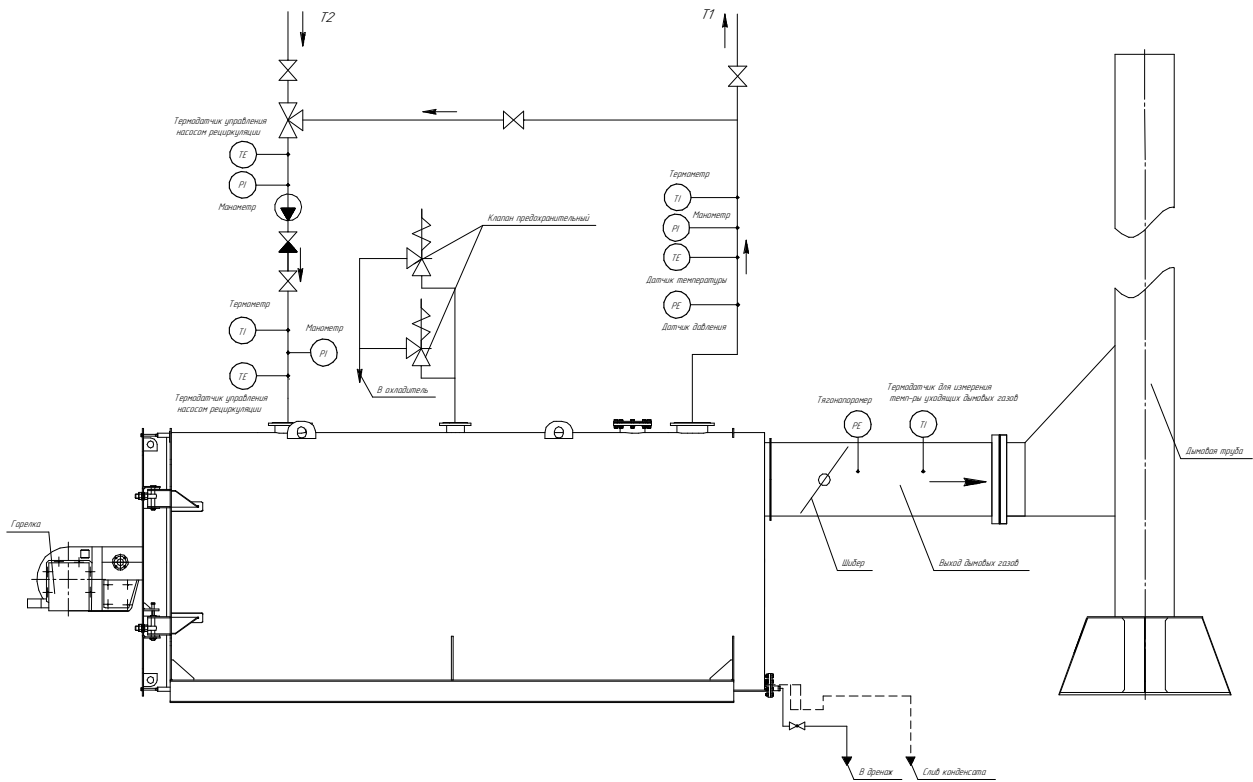 T2
T1
Термодатчик управления
насосом рециркуляции
TE
PI
Манометр
Клапан предохранительный
Термометр
TI
Манометр
PI
TE
Датчик температуры
PE
Датчик давления
Термометр
TI
Манометр
PI
TE
Термодатчик управления
насосом рециркуляции
В охладитель
Тягонапоромер
PE
Термодатчик для измерения
темп-ры уходящих дымовых газов
TI
Дымовая труба
Горелка
Шибер
Выход дымовых газов
В дренаж
Слив конденсата